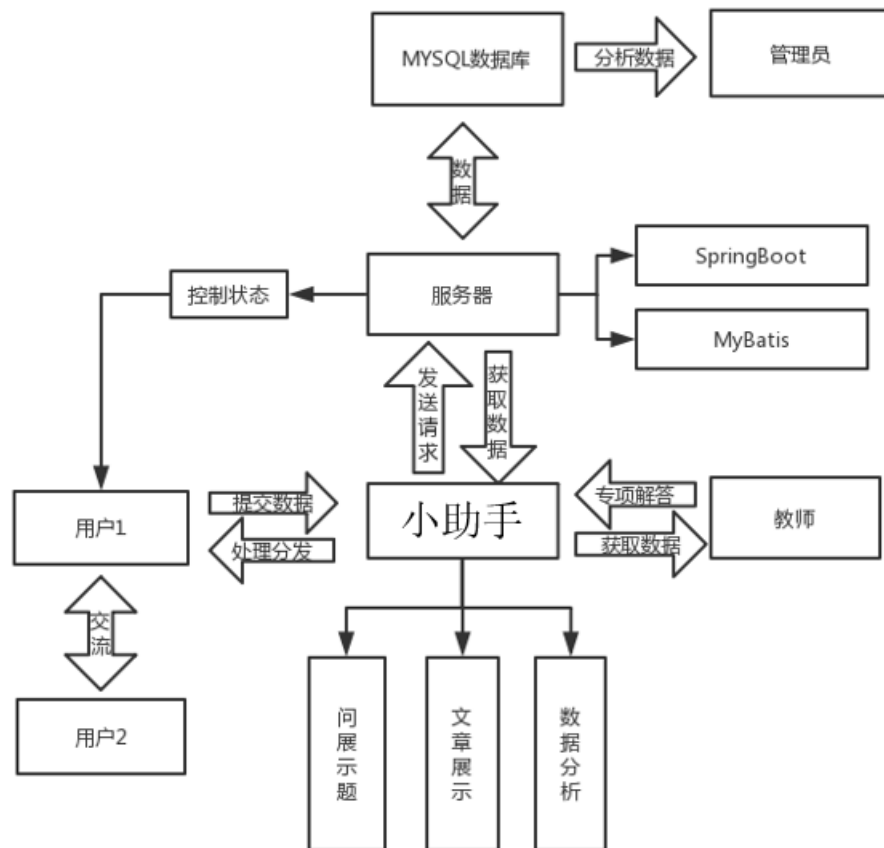 MYSQL数据库
分析数据
管理员
数据
SpringBoot
控制状态
服务器
MyBatis
发送请求
获取数据
提交数据
专项解答
用户1
小助手
教师
处理分发
获取数据
交流
用户2
问展示题
文章展示
数据分析